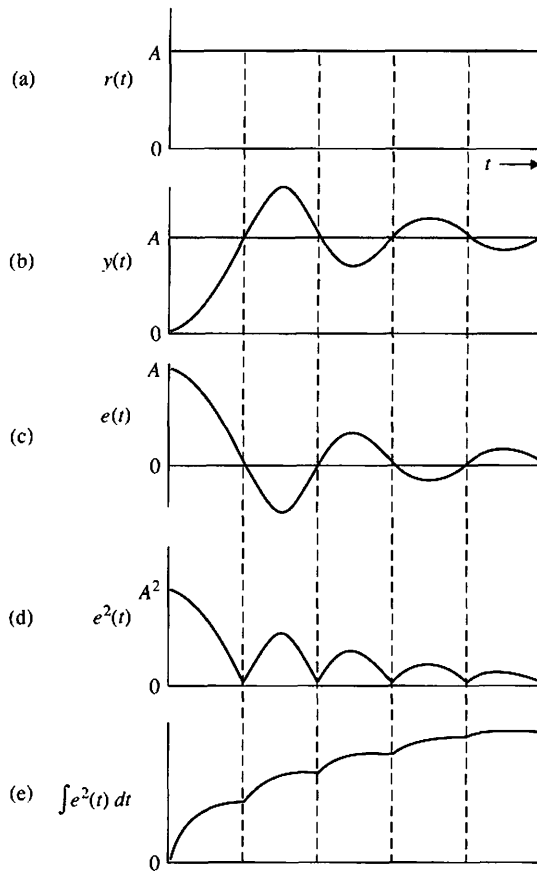 A
(a) r(t)
0
t →
A
(b) y(t)
0
A
(c) e(t)
0
A²
(d) e²(t)
0
(e) ∫e²(t) dt
0